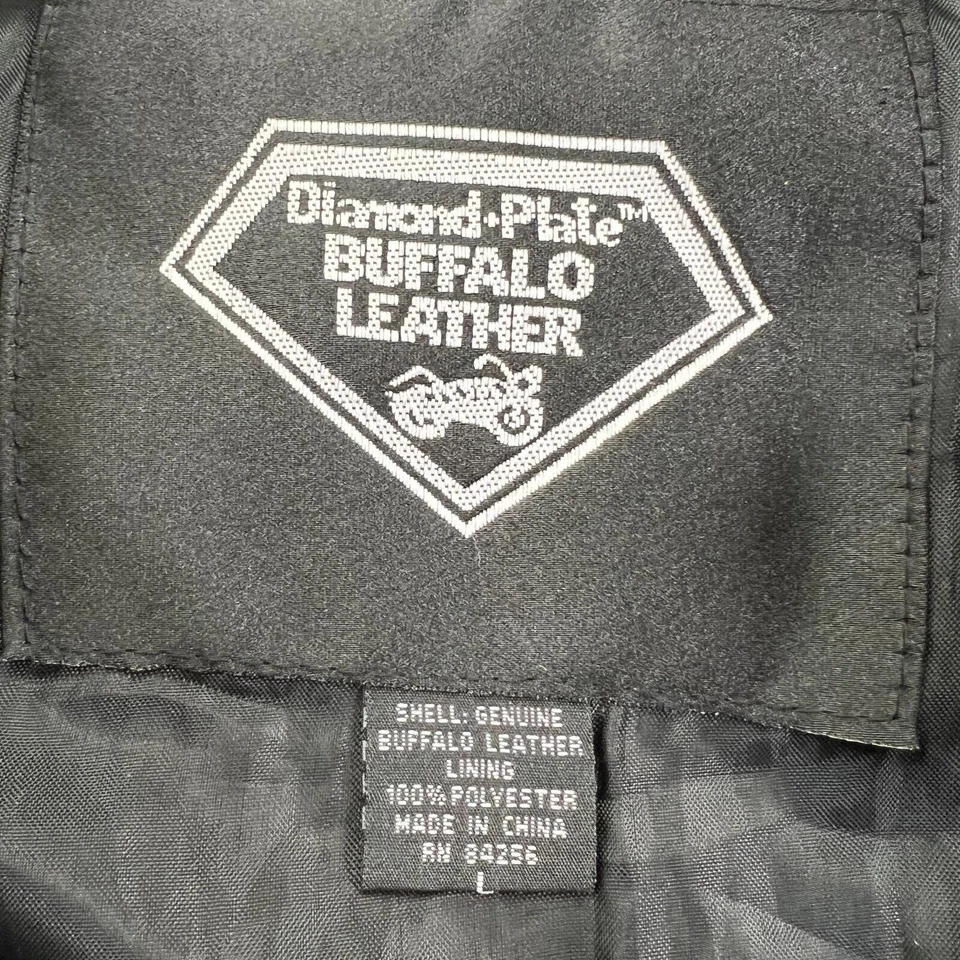 Diamond+Plate™
BUFFALO
LEATHER
SHELL: GENUINE
BUFFALO LEATHER
LINING
100% POLYESTER
MADE IN CHINA
RN 84256
L